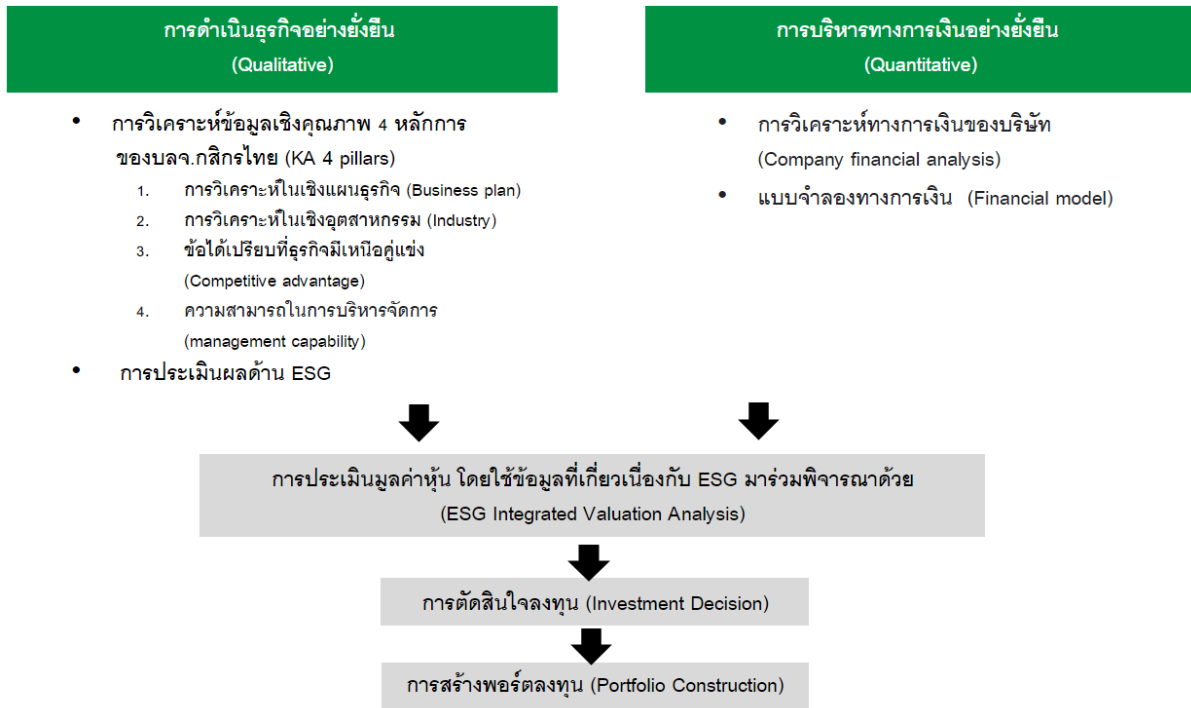 การดำเนินธุรกิจอย่างยั่งยืน
(Qualitative)
• การวิเคราะห์ข้อมูลเชิงคุณภาพ 4 หลักการ
ของบลจ.กสิกรไทย (KA 4 pillars)
1. การวิเคราะห์ในเชิงแผนธุรกิจ (Business plan)
2. การวิเคราะห์ในเชิงอุตสาหกรรม (Industry)
3. ข้อได้เปรียบที่ธุรกิจมีเหนือคู่แข่ง
(Competitive advantage)
4. ความสามารถในการบริหารจัดการ
(management capability)
• การประเมินผลด้าน ESG
การบริหารทางการเงินอย่างยั่งยืน
(Quantitative)
• การวิเคราะห์ทางการเงินของบริษัท
(Company financial analysis)
• แบบจำลองทางการเงิน (Financial model)
การประเมินมูลค่าหุ้น โดยใช้ข้อมูลที่เกี่ยวเนื่องกับ ESG มาร่วมพิจารณาด้วย
(ESG Integrated Valuation Analysis)
การตัดสินใจลงทุน (Investment Decision)
การสร้างพอร์ตลงทุน (Portfolio Construction)